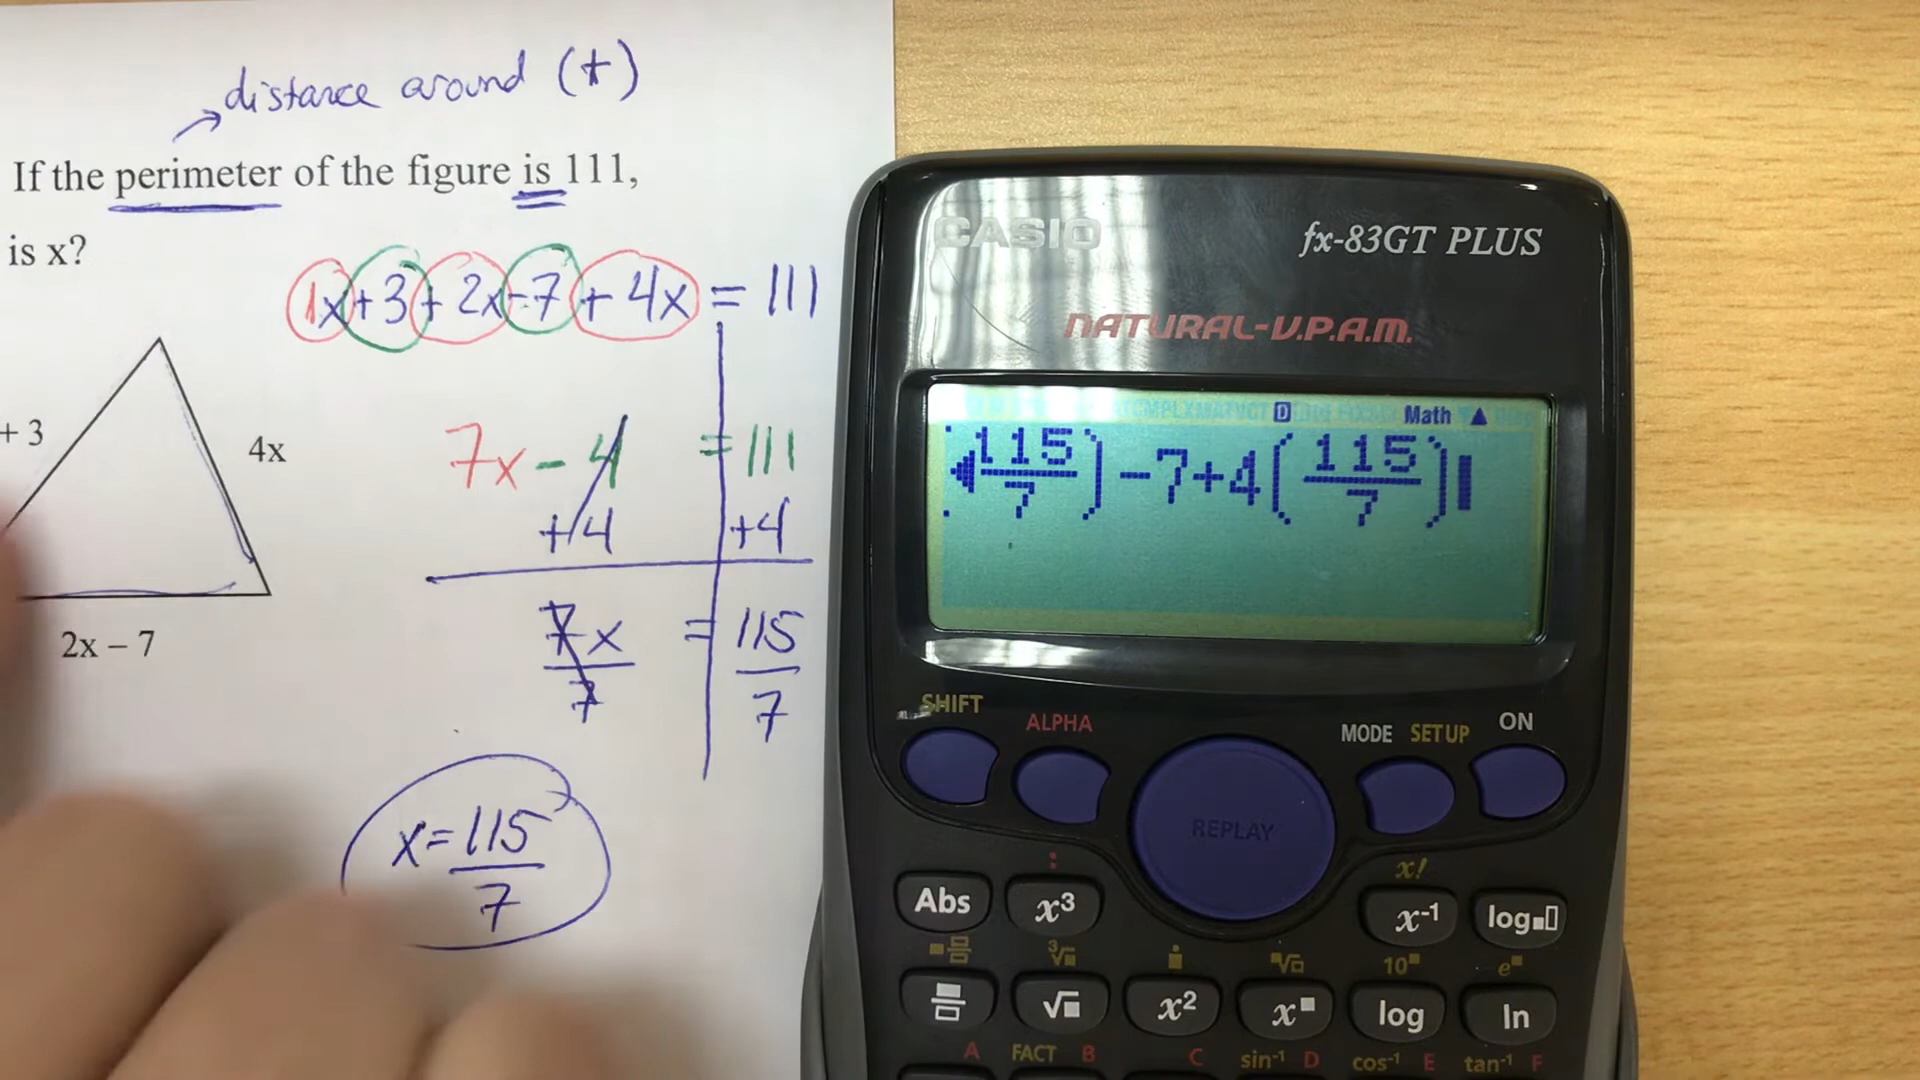 distance around (+)
If the perimeter of the figure is 111,
is x?
1x+3+2x-7+4x = 111
+ 3
4x
7x - 4 = 111
+4 +4
2x – 7
7x = 115
7 7
x = 115
7
CASIO
fx-83GT PLUS
NATURAL-V.P.A.M.
D Math ▲
115/7)-7+4(115/7)
SHIFT ALPHA MODE SETUP ON
REPLAY
: x!
Abs x³ x⁻¹ log■□
■⊟ ³√■ ■√□ 10■ e■
√■ x² x■ log ln
A FACT B C sin⁻¹ D cos⁻¹ E tan⁻¹ F